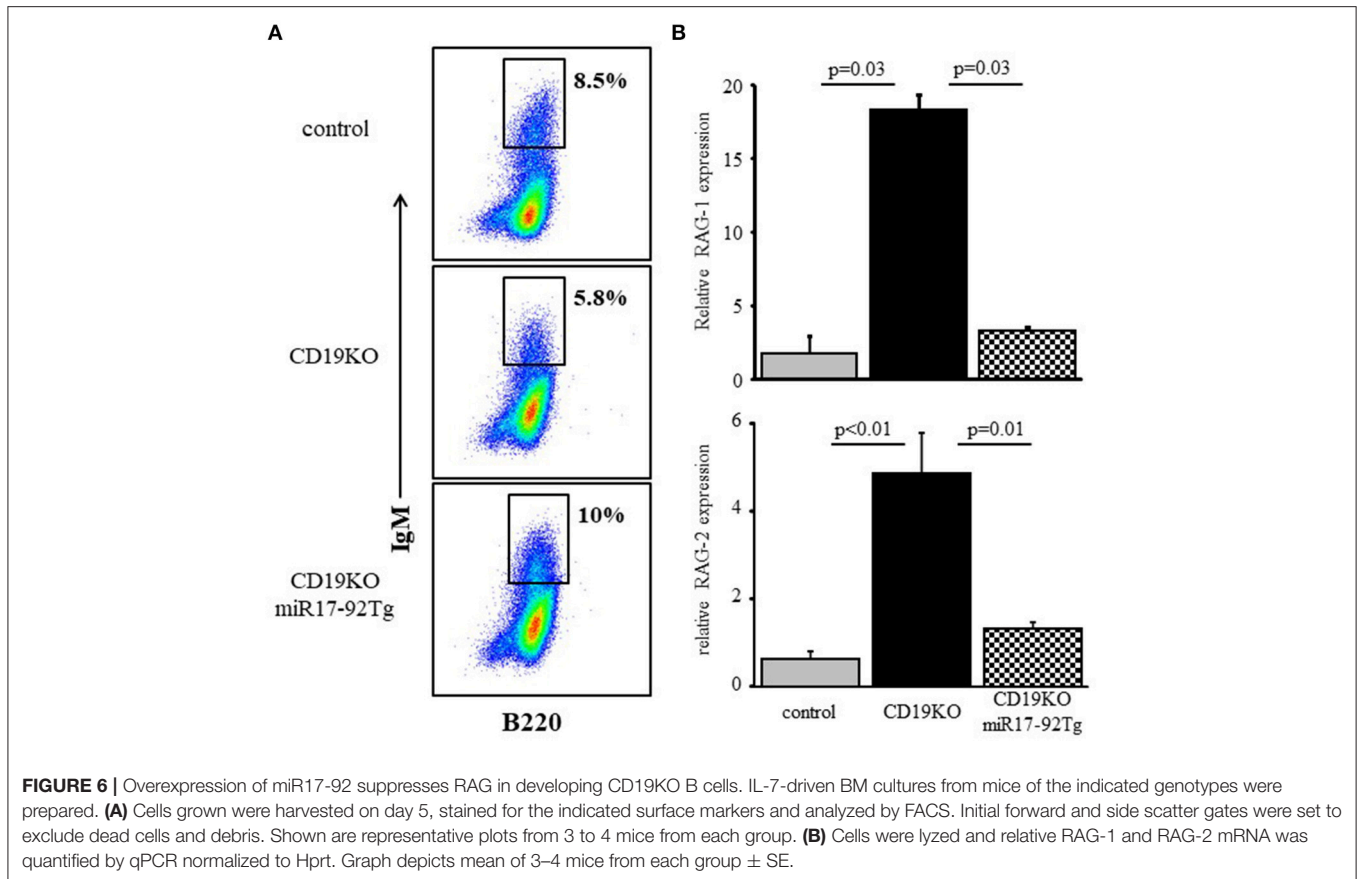 A
control
8.5%
CD19KO
5.8%
CD19KO
miR17-92Tg
10%
IgM
B220
B
p=0.03
p=0.03
20
15
10
5
0
Relative RAG-1 expression
p<0.01
p=0.01
6
4
2
0
relative RAG-2 expression
control
CD19KO
CD19KO
miR17-92Tg
FIGURE 6 | Overexpression of miR17-92 suppresses RAG in developing CD19KO B cells. IL-7-driven BM cultures from mice of the indicated genotypes were
prepared. (A) Cells grown were harvested on day 5, stained for the indicated surface markers and analyzed by FACS. Initial forward and side scatter gates were set to
exclude dead cells and debris. Shown are representative plots from 3 to 4 mice from each group. (B) Cells were lyzed and relative RAG-1 and RAG-2 mRNA was
quantified by qPCR normalized to Hprt. Graph depicts mean of 3–4 mice from each group ± SE.